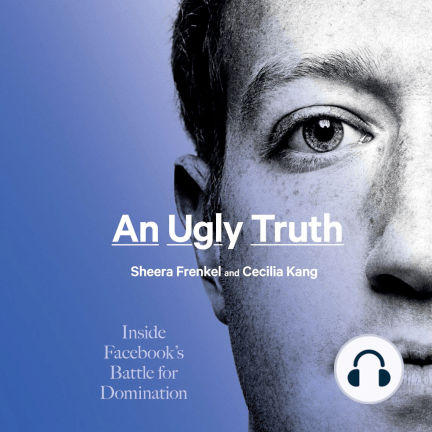 An Ugly Truth
Sheera Frenkel and Cecilia Kang
Inside
Facebook's
Battle for
Domination